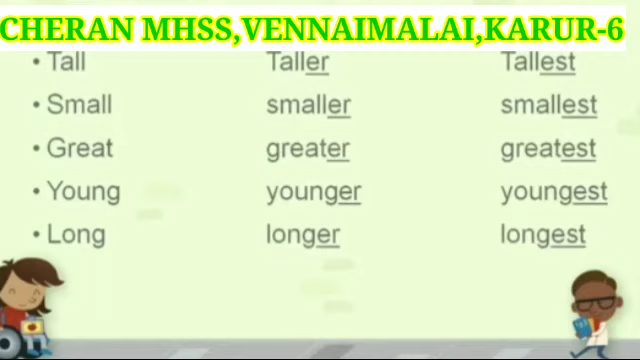 CHERAN MHSS,VENNAIMALAI,KARUR-6
• Tall Taller Tallest
• Small smaller smallest
• Great greater greatest
• Young younger youngest
• Long longer longest